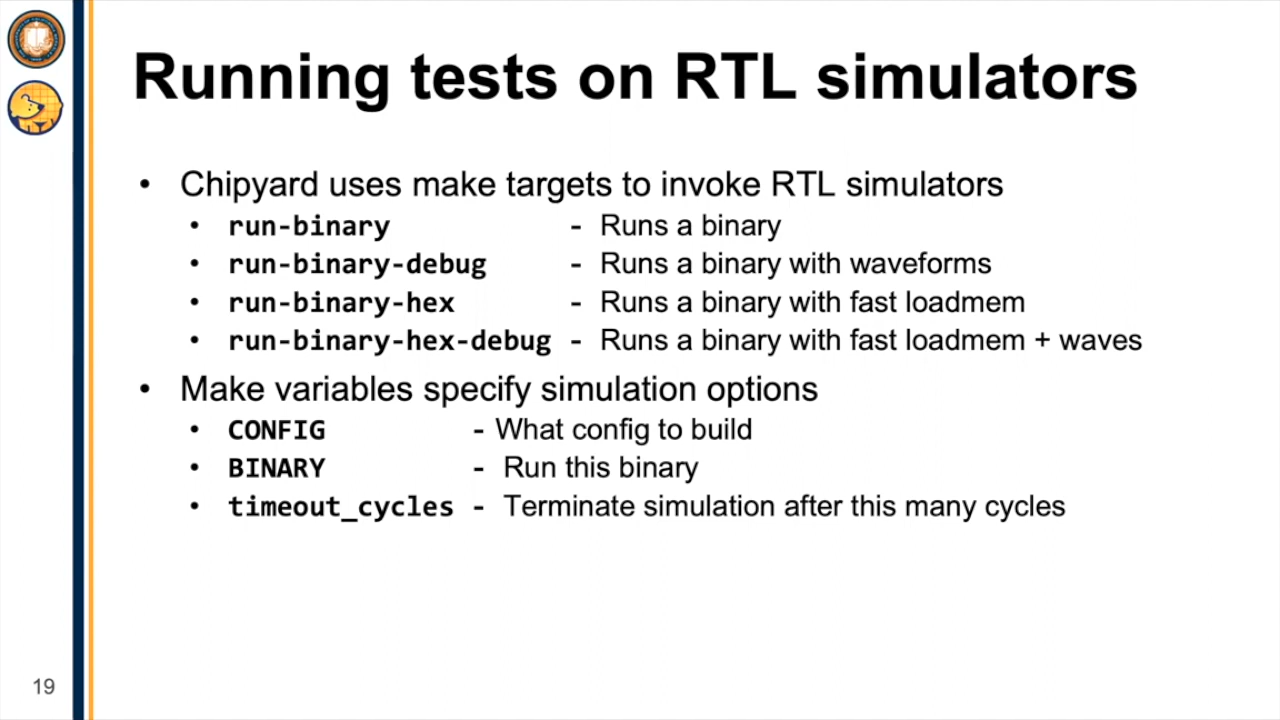 Running tests on RTL simulators
• Chipyard uses make targets to invoke RTL simulators
• run-binary - Runs a binary
• run-binary-debug - Runs a binary with waveforms
• run-binary-hex - Runs a binary with fast loadmem
• run-binary-hex-debug - Runs a binary with fast loadmem + waves
• Make variables specify simulation options
• CONFIG - What config to build
• BINARY - Run this binary
• timeout_cycles - Terminate simulation after this many cycles
19